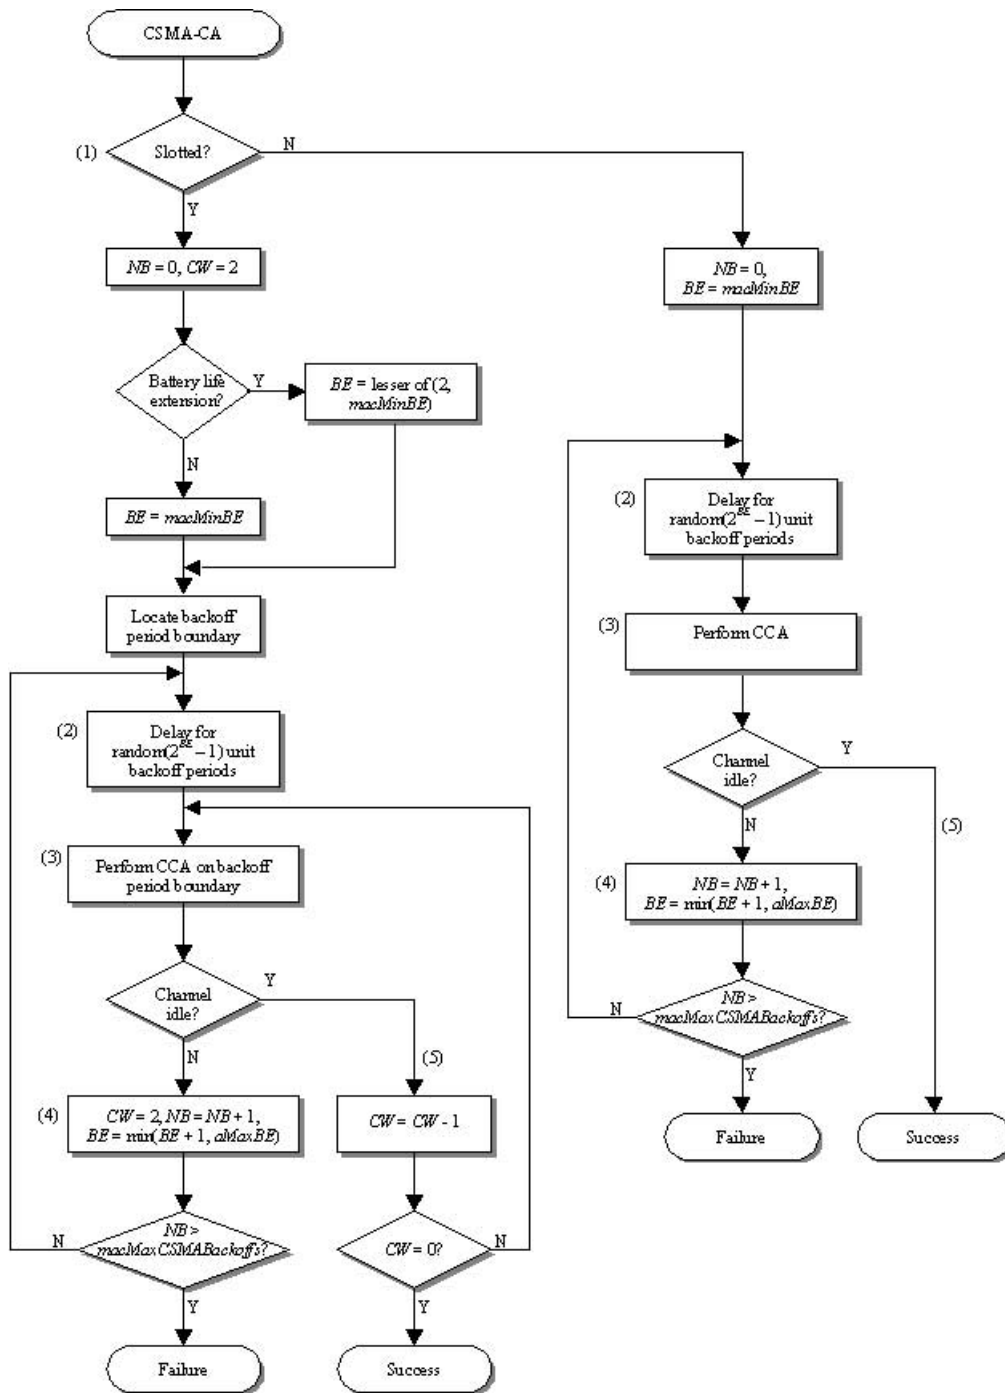 CSMA-CA
(1)
Slotted?
N
Y
NB = 0, CW = 2
Battery life
extension?
Y
BE = lesser of (2,
macMinBE)
N
BE = macMinBE
Locate backoff
period boundary
(2)
Delay for
random(2^BE – 1) unit
backoff periods
(3)
Perform CCA on backoff
period boundary
Channel
idle?
Y
N
(5)
(4)
CW = 2, NB = NB + 1,
BE = min(BE + 1, aMaxBE)
CW = CW - 1
NB >
macMaxCSMABackoffs?
N
Y
CW = 0?
N
Y
Failure
Success
NB = 0,
BE = macMinBE
(2)
Delay for
random(2^BE – 1) unit
backoff periods
(3)
Perform CCA
Channel
idle?
Y
N
(5)
(4)
NB = NB + 1,
BE = min(BE + 1, aMaxBE)
NB >
macMaxCSMABackoffs?
N
Y
Failure
Success